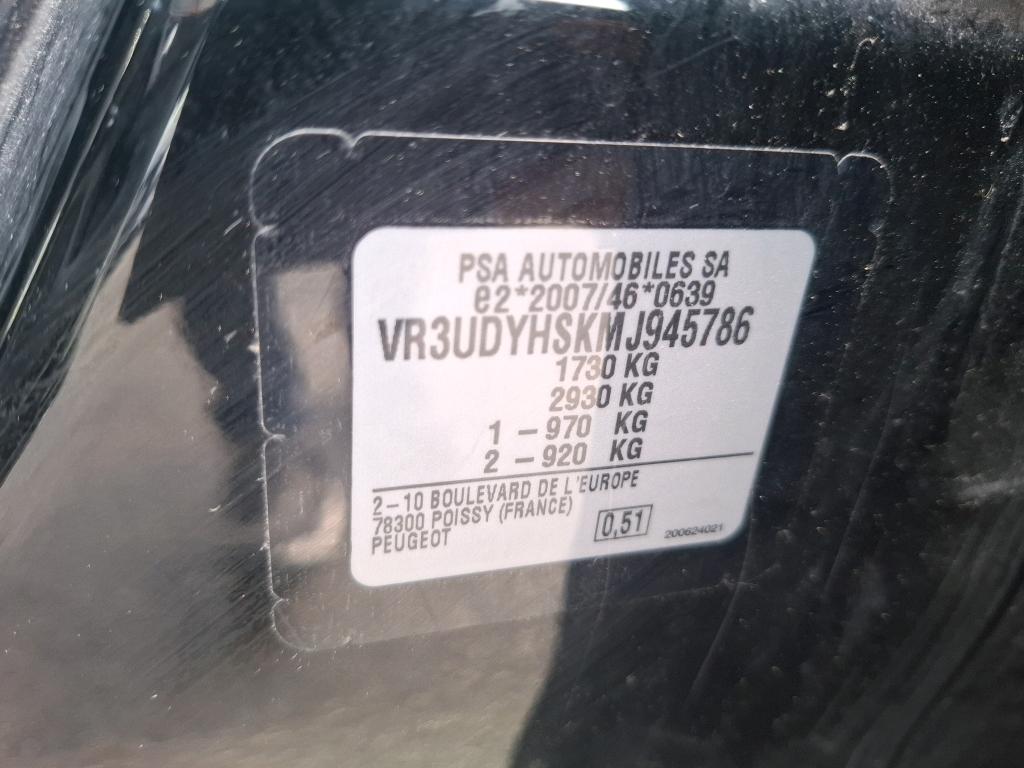 PSA AUTOMOBILES SA
e2*2007/46*0639
VR3UDYHSKMJ945786
1730 KG
2930 KG
1 – 970 KG
2 – 920 KG
2–10 BOULEVARD DE L'EUROPE
78300 POISSY (FRANCE)
PEUGEOT
0,51
200624021